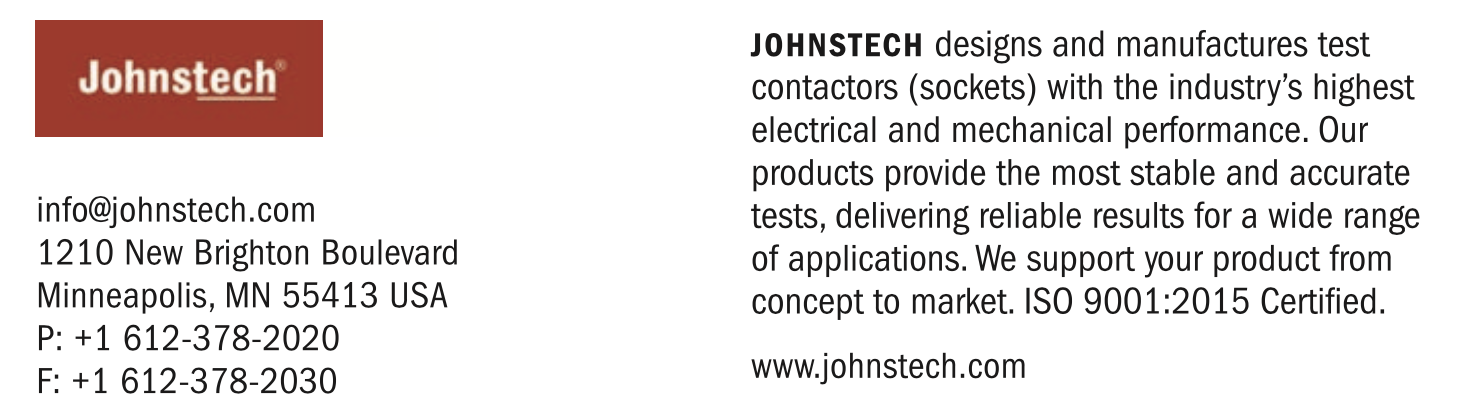 Johnstech®
info@johnstech.com
1210 New Brighton Boulevard
Minneapolis, MN 55413 USA
P: +1 612-378-2020
F: +1 612-378-2030
JOHNSTECH designs and manufactures test
contactors (sockets) with the industry’s highest
electrical and mechanical performance. Our
products provide the most stable and accurate
tests, delivering reliable results for a wide range
of applications. We support your product from
concept to market. ISO 9001:2015 Certified.
www.johnstech.com